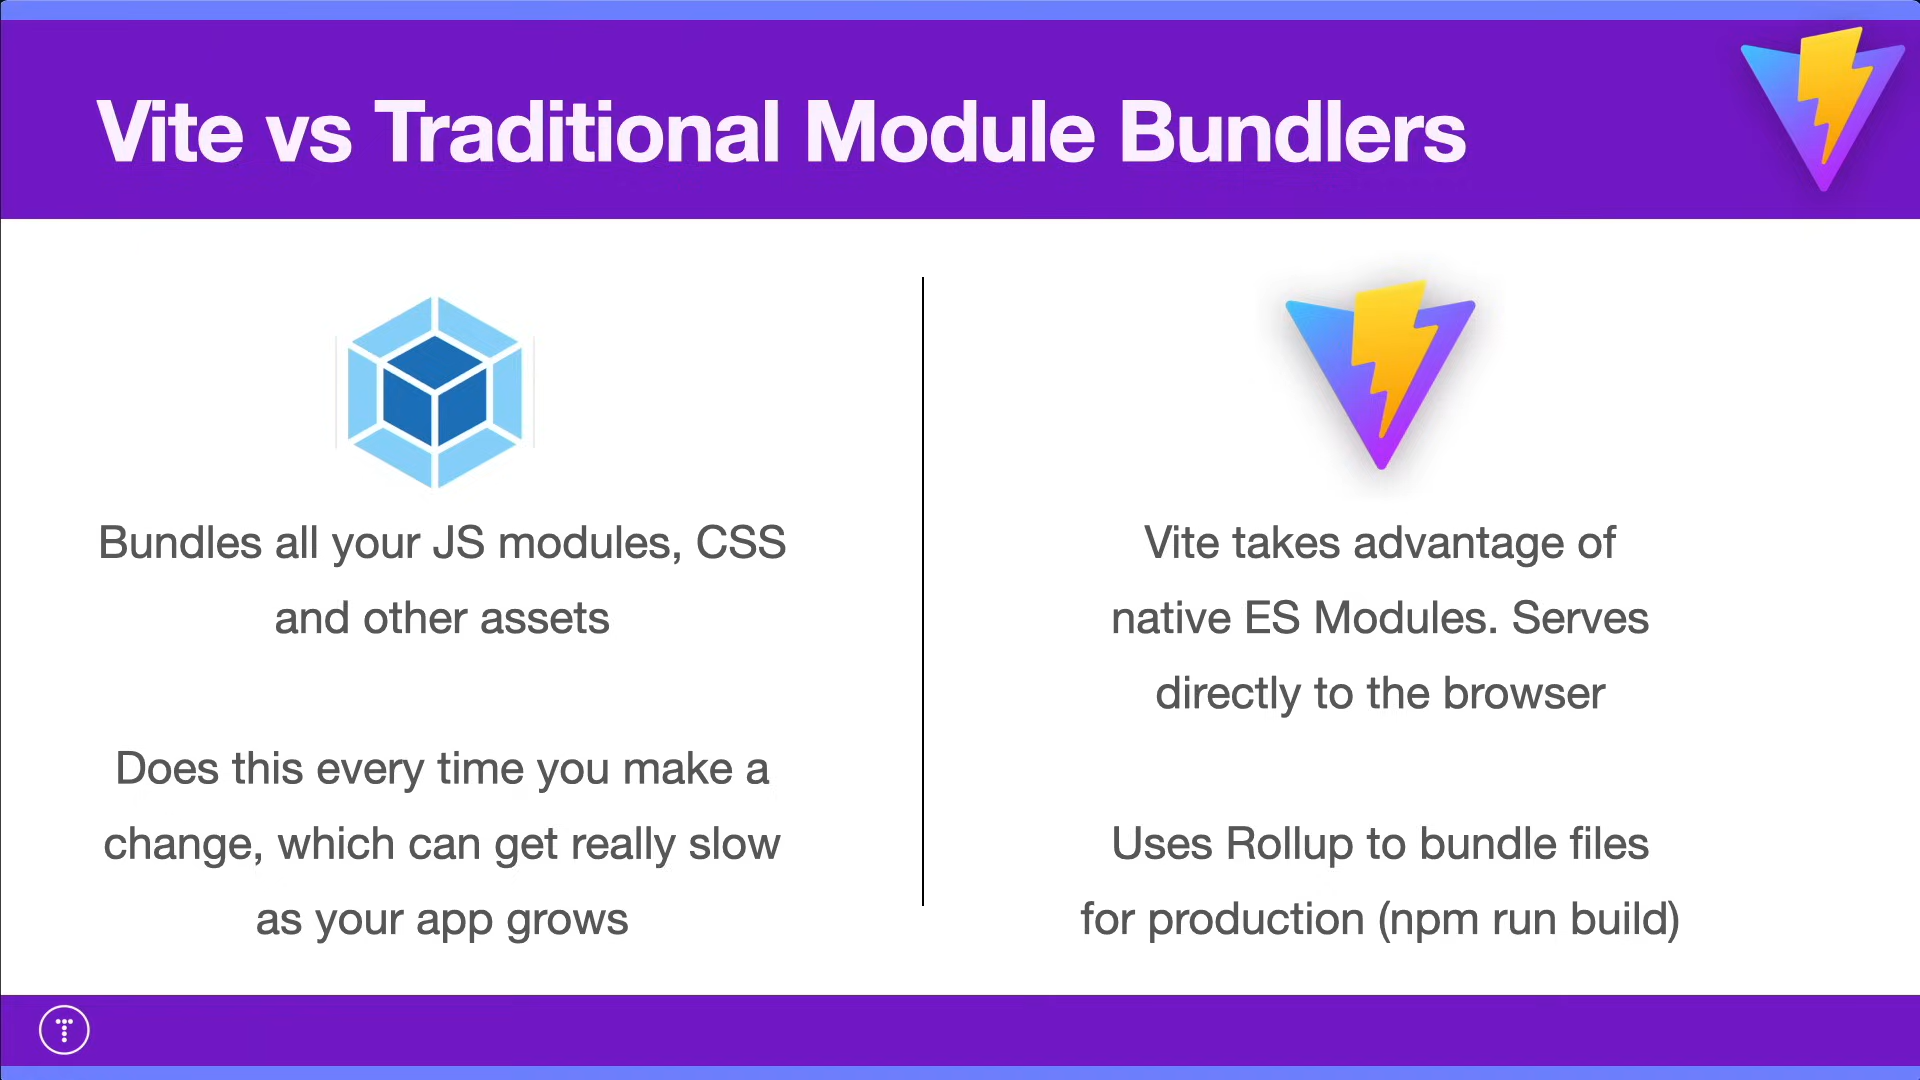 Vite vs Traditional Module Bundlers
Bundles all your JS modules, CSS
and other assets
Does this every time you make a
change, which can get really slow
as your app grows
Vite takes advantage of
native ES Modules. Serves
directly to the browser
Uses Rollup to bundle files
for production (npm run build)